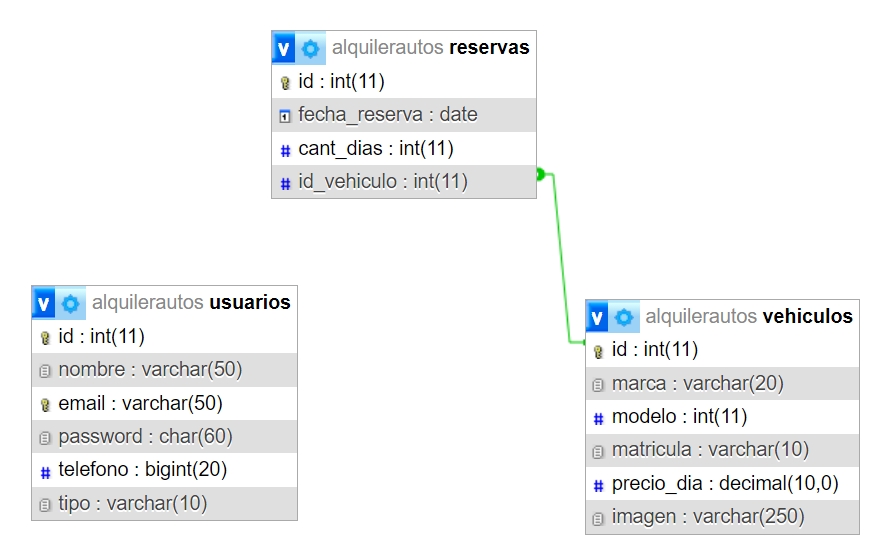 v alquilerautos reservas
id : int(11)
fecha_reserva : date
# cant_dias : int(11)
# id_vehiculo : int(11)
v alquilerautos usuarios
id : int(11)
nombre : varchar(50)
email : varchar(50)
password : char(60)
# telefono : bigint(20)
tipo : varchar(10)
v alquilerautos vehiculos
id : int(11)
marca : varchar(20)
# modelo : int(11)
matricula : varchar(10)
# precio_dia : decimal(10,0)
imagen : varchar(250)